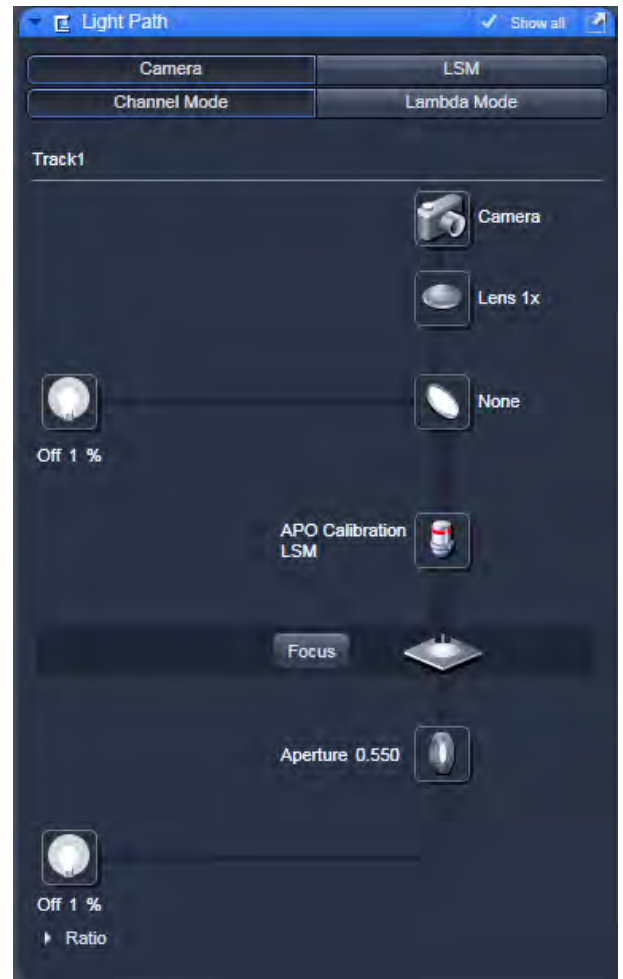 Light Path
Show all
Camera
LSM
Channel Mode
Lambda Mode
Track1
Camera
Lens 1x
None
Off 1 %
APO Calibration
LSM
Focus
Aperture 0.550
Off 1 %
Ratio